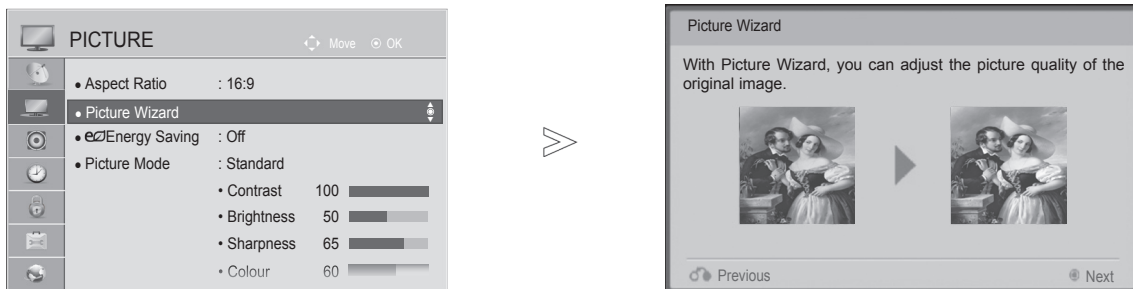 PICTURE
Move ⊙ OK
• Aspect Ratio : 16:9
• Picture Wizard
• eco Energy Saving : Off
• Picture Mode : Standard
• Contrast 100
• Brightness 50
• Sharpness 65
• Colour 60
Picture Wizard
With Picture Wizard, you can adjust the picture quality of the
original image.
Previous
Next